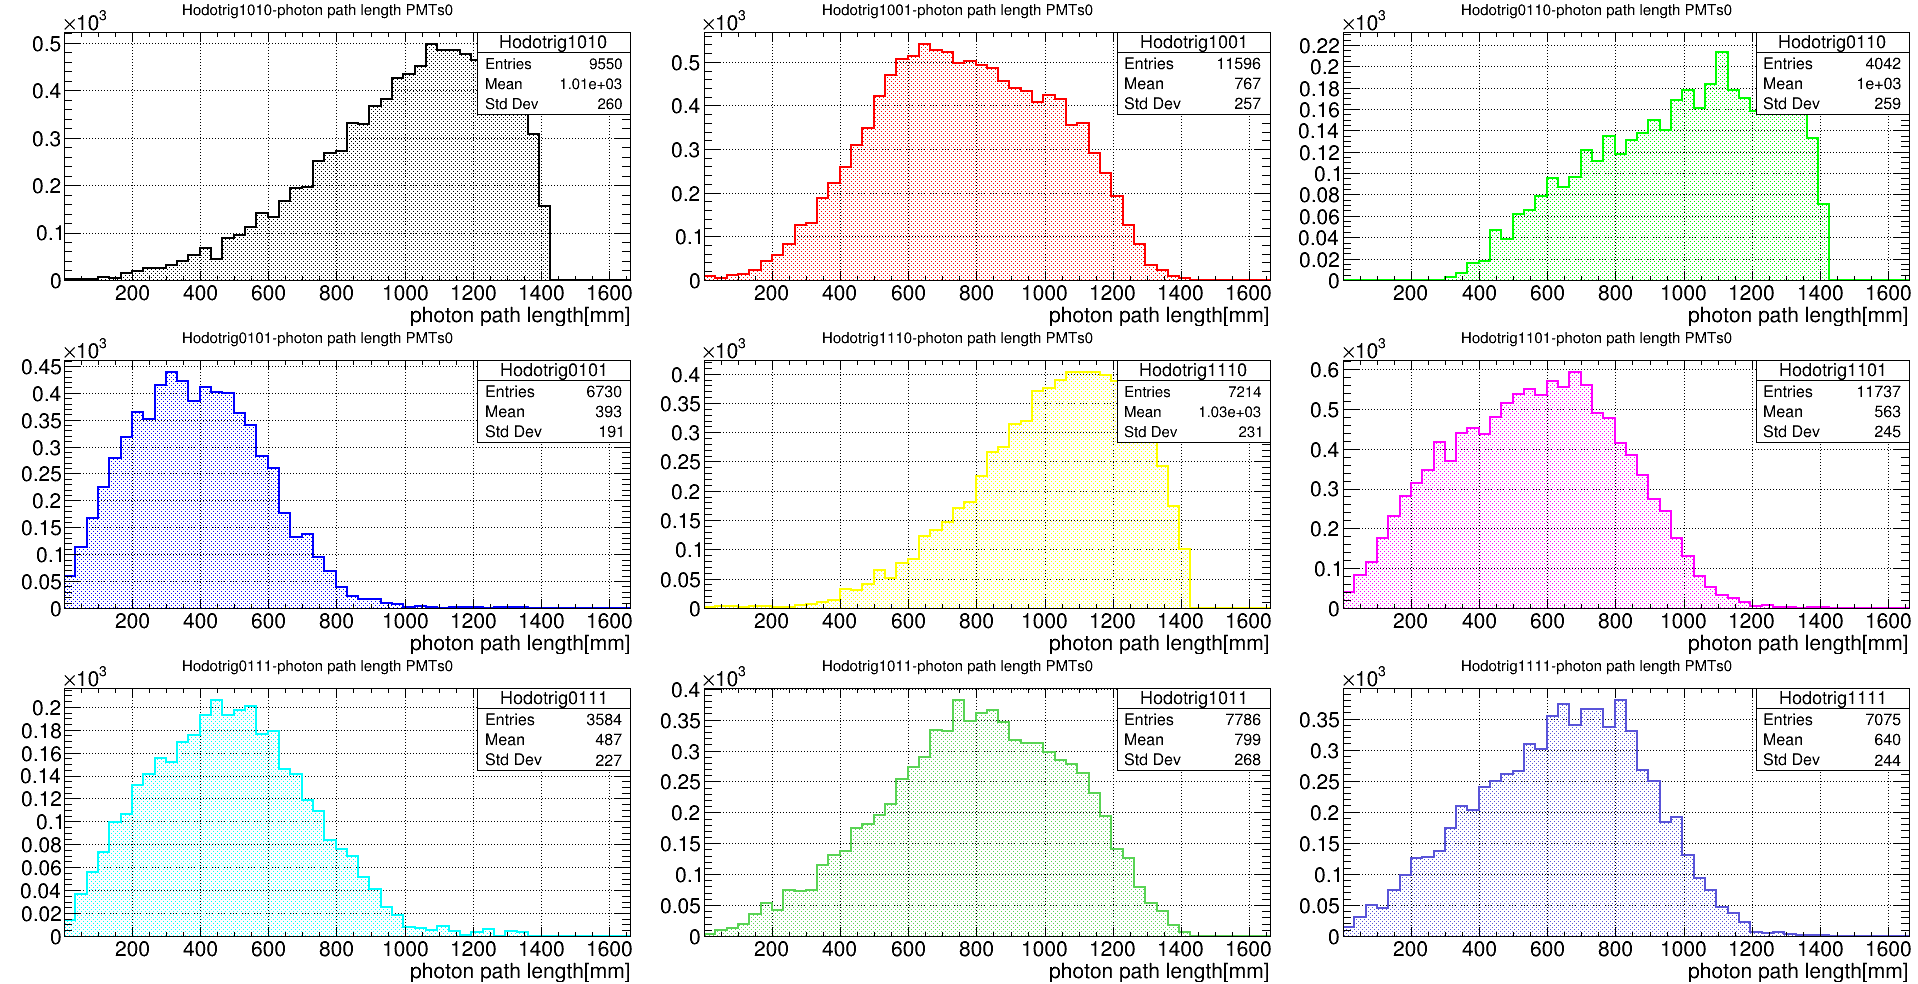 Hodotrig1010-photon path length PMTs0
×10³
Hodotrig1010
Entries 9550
Mean 1.01e+03
Std Dev 260
0.5
0.4
0.3
0.2
0.1
0
200 400 600 800 1000 1200 1400 1600
photon path length[mm]
Hodotrig1001-photon path length PMTs0
×10³
Hodotrig1001
Entries 11596
Mean 767
Std Dev 257
0.5
0.4
0.3
0.2
0.1
0
200 400 600 800 1000 1200 1400 1600
photon path length[mm]
Hodotrig0110-photon path length PMTs0
×10³
Hodotrig0110
Entries 4042
Mean 1e+03
Std Dev 259
0.22
0.2
0.18
0.16
0.14
0.12
0.1
0.08
0.06
0.04
0.02
0
200 400 600 800 1000 1200 1400 1600
photon path length[mm]
Hodotrig0101-photon path length PMTs0
×10³
Hodotrig0101
Entries 6730
Mean 393
Std Dev 191
0.45
0.4
0.35
0.3
0.25
0.2
0.15
0.1
0.05
0
200 400 600 800 1000 1200 1400 1600
photon path length[mm]
Hodotrig1110-photon path length PMTs0
×10³
Hodotrig1110
Entries 7214
Mean 1.03e+03
Std Dev 231
0.4
0.35
0.3
0.25
0.2
0.15
0.1
0.05
0
200 400 600 800 1000 1200 1400 1600
photon path length[mm]
Hodotrig1101-photon path length PMTs0
×10³
Hodotrig1101
Entries 11737
Mean 563
Std Dev 245
0.6
0.5
0.4
0.3
0.2
0.1
0
200 400 600 800 1000 1200 1400 1600
photon path length[mm]
Hodotrig0111-photon path length PMTs0
×10³
Hodotrig0111
Entries 3584
Mean 487
Std Dev 227
0.2
0.18
0.16
0.14
0.12
0.1
0.08
0.06
0.04
0.02
0
200 400 600 800 1000 1200 1400 1600
photon path length[mm]
Hodotrig1011-photon path length PMTs0
×10³
Hodotrig1011
Entries 7786
Mean 799
Std Dev 268
0.4
0.35
0.3
0.25
0.2
0.15
0.1
0.05
0
200 400 600 800 1000 1200 1400 1600
photon path length[mm]
Hodotrig1111-photon path length PMTs0
×10³
Hodotrig1111
Entries 7075
Mean 640
Std Dev 244
0.35
0.3
0.25
0.2
0.15
0.1
0.05
0
200 400 600 800 1000 1200 1400 1600
photon path length[mm]